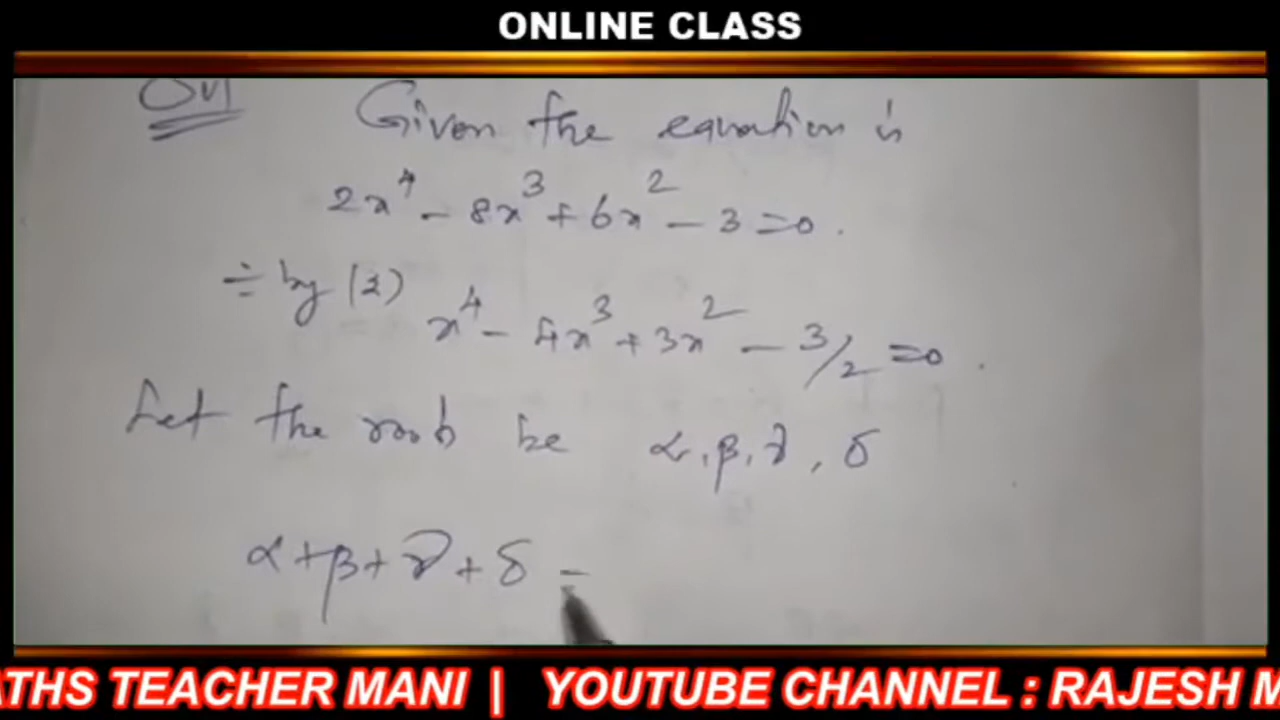 ONLINE CLASS
Given the equation is
2x⁴ - 8x³ + 6x² - 3 = 0.
÷ by (2) x⁴ - 4x³ + 3x² - 3/2 = 0.
Let the roots be α, β, γ, δ
α + β + γ + δ =
ATHS TEACHER MANI | YOUTUBE CHANNEL : RAJESH M